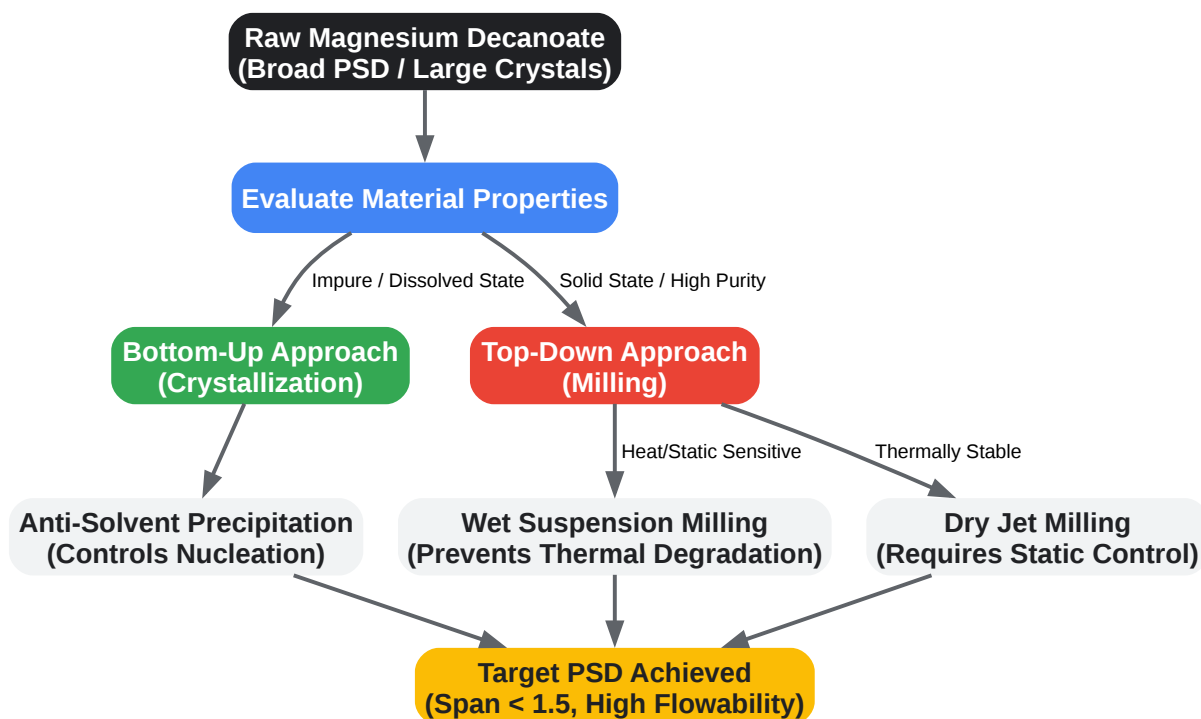 Raw Magnesium Decanoate
(Broad PSD / Large Crystals)
Evaluate Material Properties
Impure / Dissolved State
Solid State / High Purity
Bottom-Up Approach
(Crystallization)
Top-Down Approach
(Milling)
Heat/Static Sensitive
Thermally Stable
Anti-Solvent Precipitation
(Controls Nucleation)
Wet Suspension Milling
(Prevents Thermal Degradation)
Dry Jet Milling
(Requires Static Control)
Target PSD Achieved
(Span < 1.5, High Flowability)